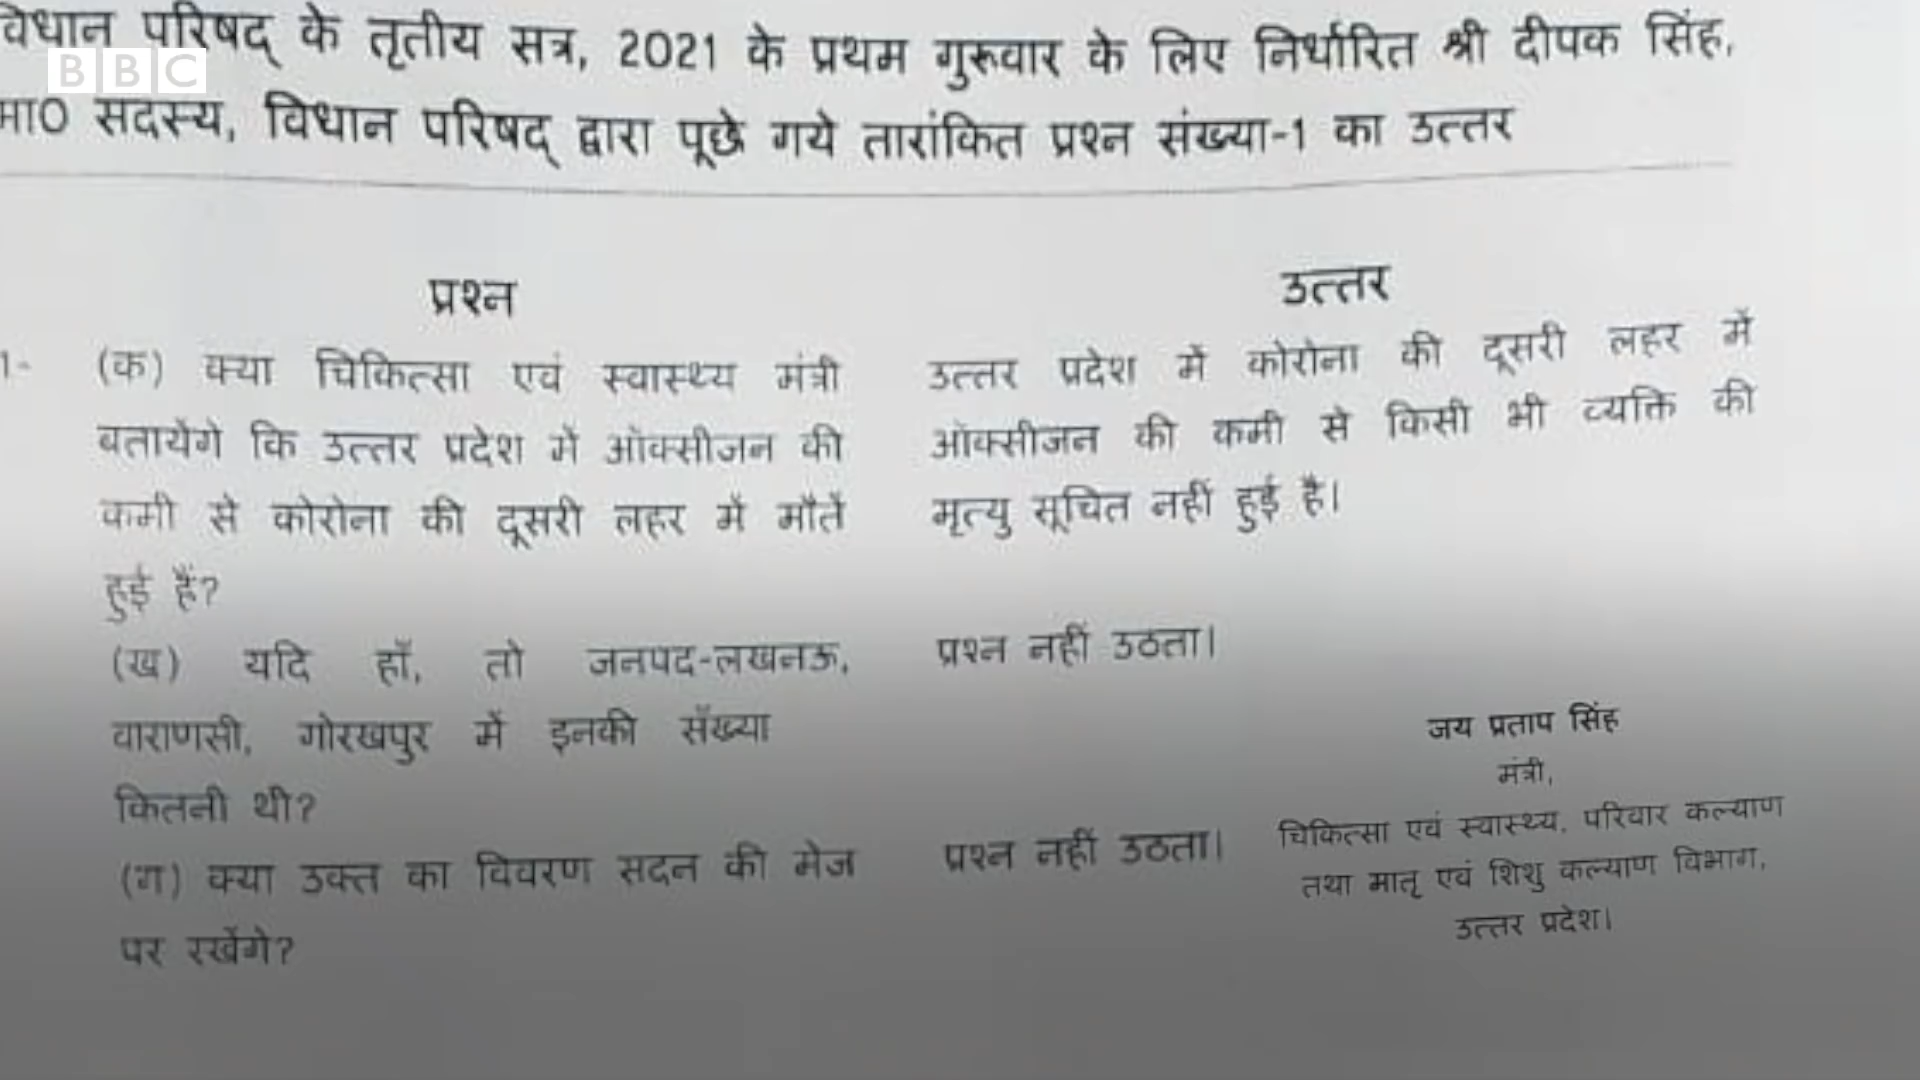 BBC
विधान परिषद् के तृतीय सत्र, 2021 के प्रथम गुरूवार के लिए निर्धारित श्री दीपक सिंह,
मा0 सदस्य, विधान परिषद् द्वारा पूछे गये तारांकित प्रश्न संख्या-1 का उत्तर
प्रश्न
1- (क) क्या चिकित्सा एवं स्वास्थ्य मंत्री
बतायेंगे कि उत्तर प्रदेश में ऑक्सीजन की
कमी से कोरोना की दूसरी लहर में मौतें
हुई हैं?
(ख) यदि हाँ, तो जनपद-लखनऊ,
वाराणसी, गोरखपुर में इनकी सँख्या
कितनी थी?
(ग) क्या उक्त का विवरण सदन की मेज
पर रखेंगे?
उत्तर
उत्तर प्रदेश में कोरोना की दूसरी लहर में
ऑक्सीजन की कमी से किसी भी व्यक्ति की
मृत्यु सूचित नहीं हुई है।
प्रश्न नहीं उठता।
प्रश्न नहीं उठता।
जय प्रताप सिंह
मंत्री,
चिकित्सा एवं स्वास्थ्य, परिवार कल्याण
तथा मातृ एवं शिशु कल्याण विभाग,
उत्तर प्रदेश।